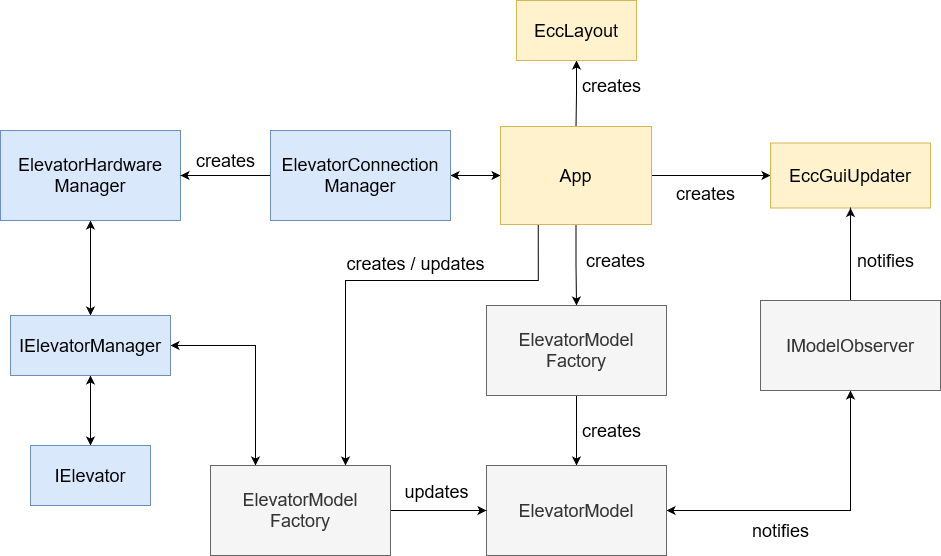 EccLayout
creates
ElevatorHardware
Manager
creates
ElevatorConnection
Manager
App
creates
EccGuiUpdater
creates / updates
creates
notifies
IElevatorManager
ElevatorModel
Factory
IModelObserver
creates
IElevator
ElevatorModel
Factory
updates
ElevatorModel
notifies